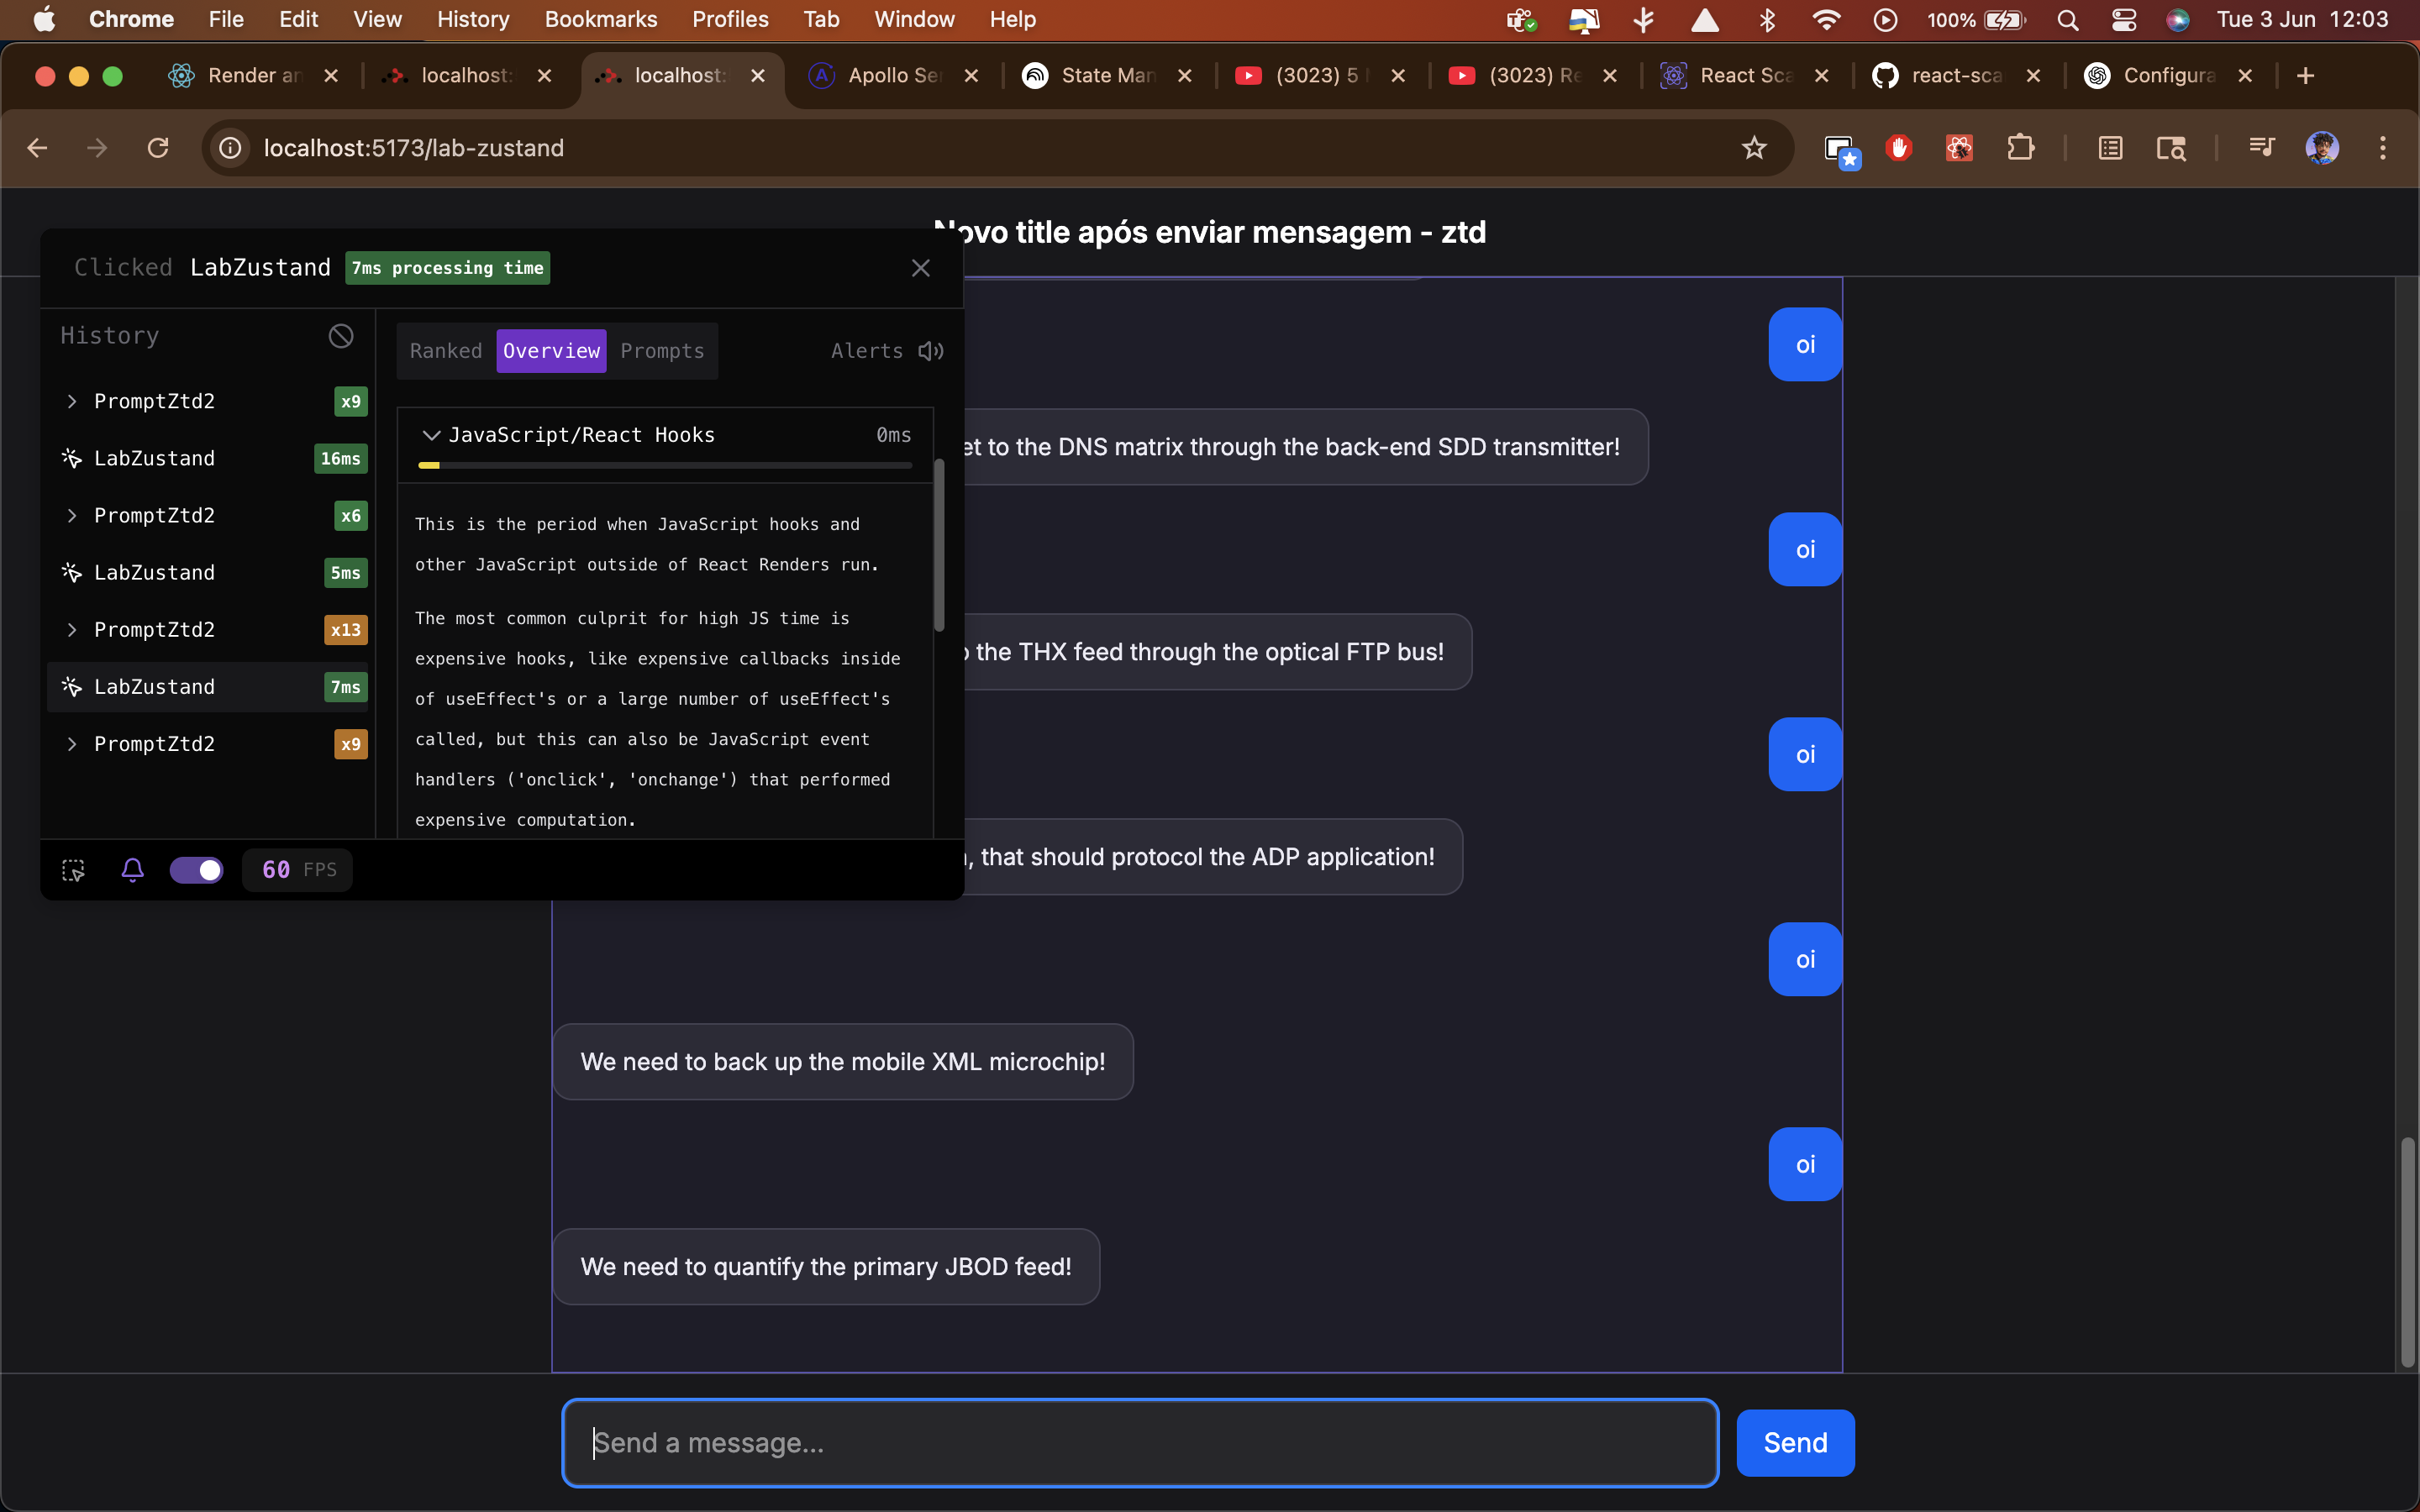 Chrome File Edit View History Bookmarks Profiles Tab Window Help 100% Tue 3 Jun 12:03
Render an localhost: localhost: Apollo Ser State Man (3023) 5 (3023) Re React Sca react-sca Configura
localhost:5173/lab-zustand
Novo title após enviar mensagem - ztd
Clicked LabZustand 7ms processing time
History
PromptZtd2 x9
LabZustand 16ms
PromptZtd2 x6
LabZustand 5ms
PromptZtd2 x13
LabZustand 7ms
PromptZtd2 x9
Ranked Overview Prompts Alerts
JavaScript/React Hooks 0ms
This is the period when JavaScript hooks and
other JavaScript outside of React Renders run.
The most common culprit for high JS time is
expensive hooks, like expensive callbacks inside
of useEffect's or a large number of useEffect's
called, but this can also be JavaScript event
handlers ('onclick', 'onchange') that performed
expensive computation.
60 FPS
oi
et to the DNS matrix through the back-end SDD transmitter!
oi
the THX feed through the optical FTP bus!
oi
, that should protocol the ADP application!
oi
We need to back up the mobile XML microchip!
oi
We need to quantify the primary JBOD feed!
Send a message...
Send